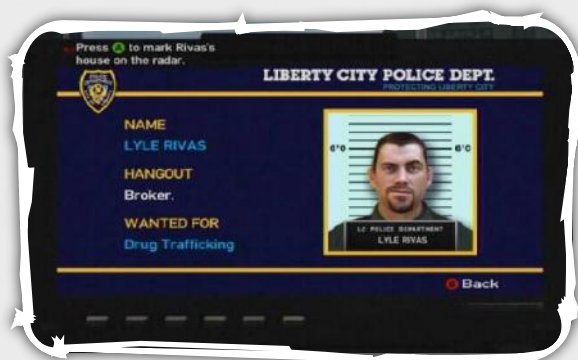 Press A to mark Rivas's
house on the radar.
LIBERTY CITY POLICE DEPT.
PROTECTING LIBERTY CITY
NAME
LYLE RIVAS
HANGOUT
Broker.
WANTED FOR
Drug Trafficking
6'0 6'0
LC POLICE DEPARTMENT
LYLE RIVAS
Back